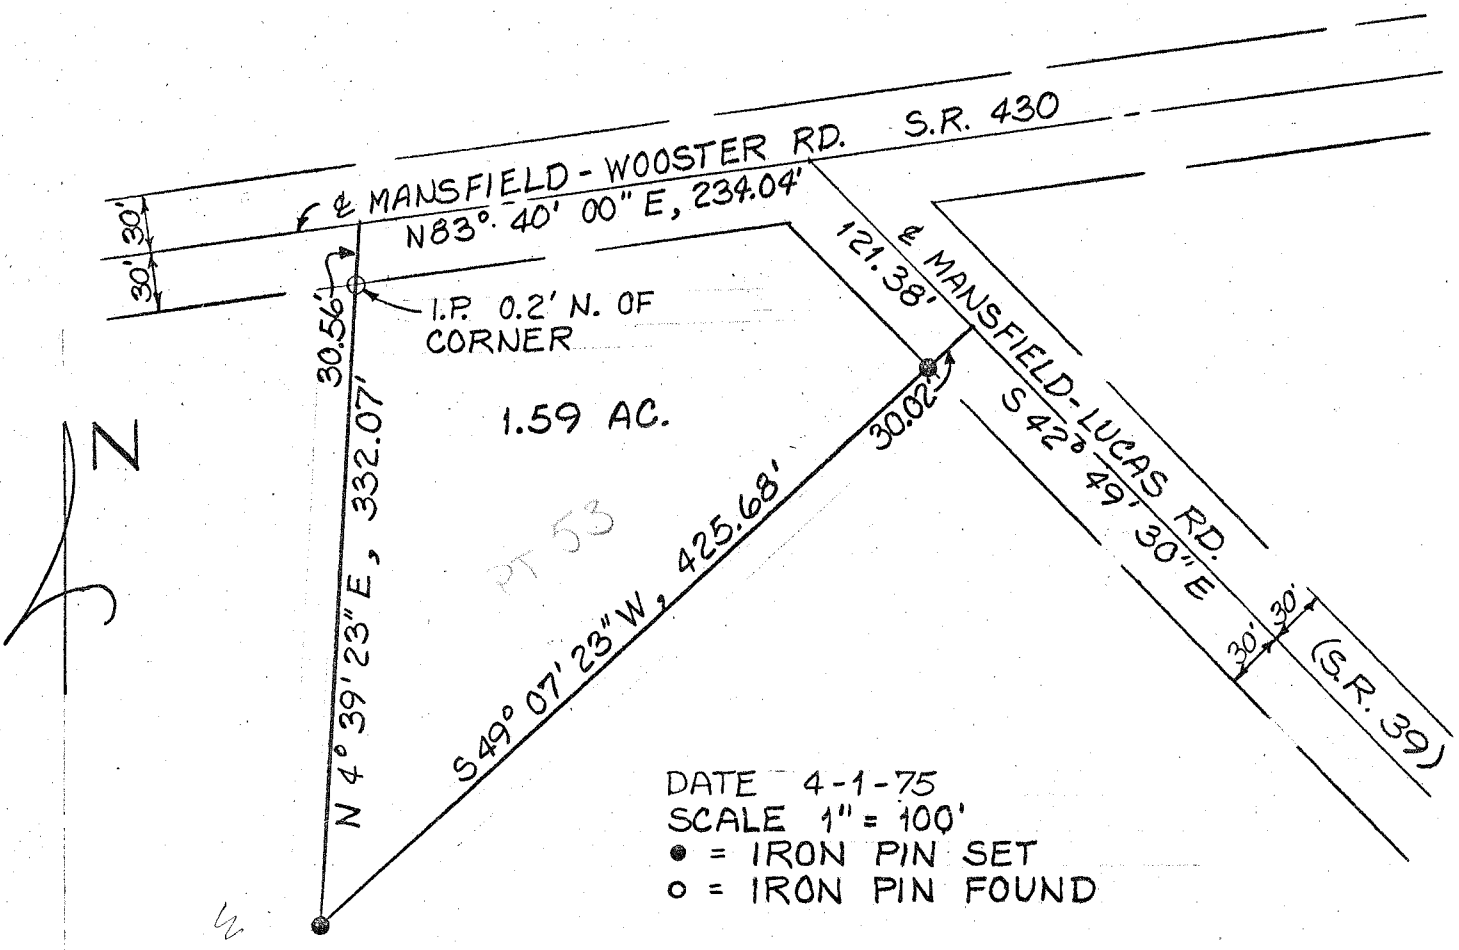 ℄ MANSFIELD - WOOSTER RD. S.R. 430
N83° 40' 00" E, 234.04'
30'
30'
30.56'
I.P. 0.2' N. OF
CORNER
121.38'
℄ MANSFIELD-LUCAS RD.
S 42° 49' 30" E
(S.R. 39)
30'
30'
30.02'
1.59 AC.
PT 53
N
N 4° 39' 23" E, 332.07'
S 49° 07' 23" W, 425.68'
DATE 4-1-75
SCALE 1" = 100'
● = IRON PIN SET
○ = IRON PIN FOUND